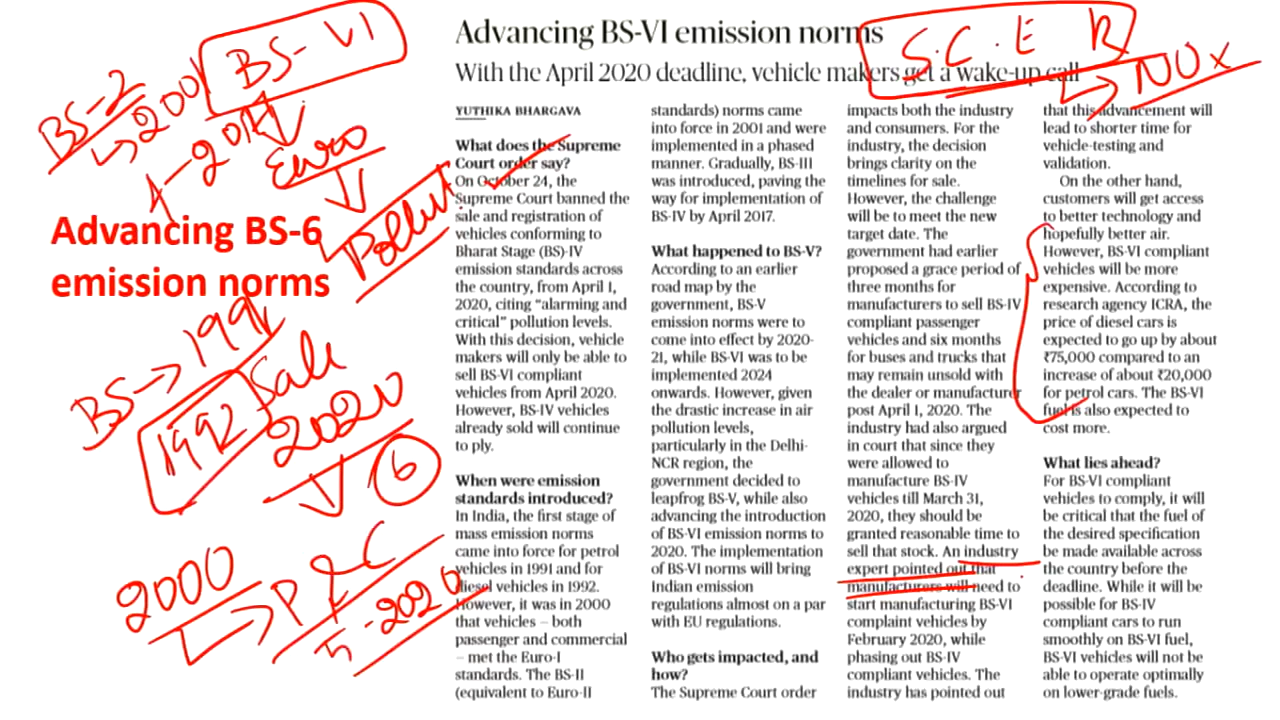 BS-2
→2001
BS-VI
4-2017
Euro
V
Pollut
Advancing BS-6
emission norms
BS→1991
1992
Sale
2020
V 6
2000
→P & C
5-2020
Advancing BS-VI emission norms
S.C.E R
→NOx
With the April 2020 deadline, vehicle makers get a wake-up call
YUTHIKA BHARGAVA
What does the Supreme
Court order say?
On October 24, the
Supreme Court banned the
sale and registration of
vehicles conforming to
Bharat Stage (BS)-IV
emission standards across
the country, from April 1,
2020, citing “alarming and
critical” pollution levels.
With this decision, vehicle
makers will only be able to
sell BS-VI compliant
vehicles from April 2020.
However, BS-IV vehicles
already sold will continue
to ply.
When were emission
standards introduced?
In India, the first stage of
mass emission norms
came into force for petrol
vehicles in 1991 and for
diesel vehicles in 1992.
However, it was in 2000
that vehicles – both
passenger and commercial
– met the Euro-I
standards. The BS-II
(equivalent to Euro-II
standards) norms came
into force in 2001 and were
implemented in a phased
manner. Gradually, BS-III
was introduced, paving the
way for implementation of
BS-IV by April 2017.
What happened to BS-V?
According to an earlier
road map by the
government, BS-V
emission norms were to
come into effect by 2020-
21, while BS-VI was to be
implemented 2024
onwards. However, given
the drastic increase in air
pollution levels,
particularly in the Delhi-
NCR region, the
government decided to
leapfrog BS-V, while also
advancing the introduction
of BS-VI emission norms to
2020. The implementation
of BS-VI norms will bring
Indian emission
regulations almost on a par
with EU regulations.
Who gets impacted, and
how?
The Supreme Court order
impacts both the industry
and consumers. For the
industry, the decision
brings clarity on the
timelines for sale.
However, the challenge
will be to meet the new
target date. The
government had earlier
proposed a grace period of
three months for
manufacturers to sell BS-IV
compliant passenger
vehicles and six months
for buses and trucks that
may remain unsold with
the dealer or manufacturer
post April 1, 2020. The
industry had also argued
in court that since they
were allowed to
manufacture BS-IV
vehicles till March 31,
2020, they should be
granted reasonable time to
sell that stock. An industry
expert pointed out that
manufacturers will need to
start manufacturing BS-VI
complaint vehicles by
February 2020, while
phasing out BS-IV
compliant vehicles. The
industry has pointed out
that this advancement will
lead to shorter time for
vehicle-testing and
validation.
On the other hand,
customers will get access
to better technology and
hopefully better air.
However, BS-VI compliant
vehicles will be more
expensive. According to
research agency ICRA, the
price of diesel cars is
expected to go up by about
₹75,000 compared to an
increase of about ₹20,000
for petrol cars. The BS-VI
fuel is also expected to
cost more.
What lies ahead?
For BS-VI compliant
vehicles to comply, it will
be critical that the fuel of
the desired specification
be made available across
the country before the
deadline. While it will be
possible for BS-IV
compliant cars to run
smoothly on BS-VI fuel,
BS-VI vehicles will not be
able to operate optimally
on lower-grade fuels.